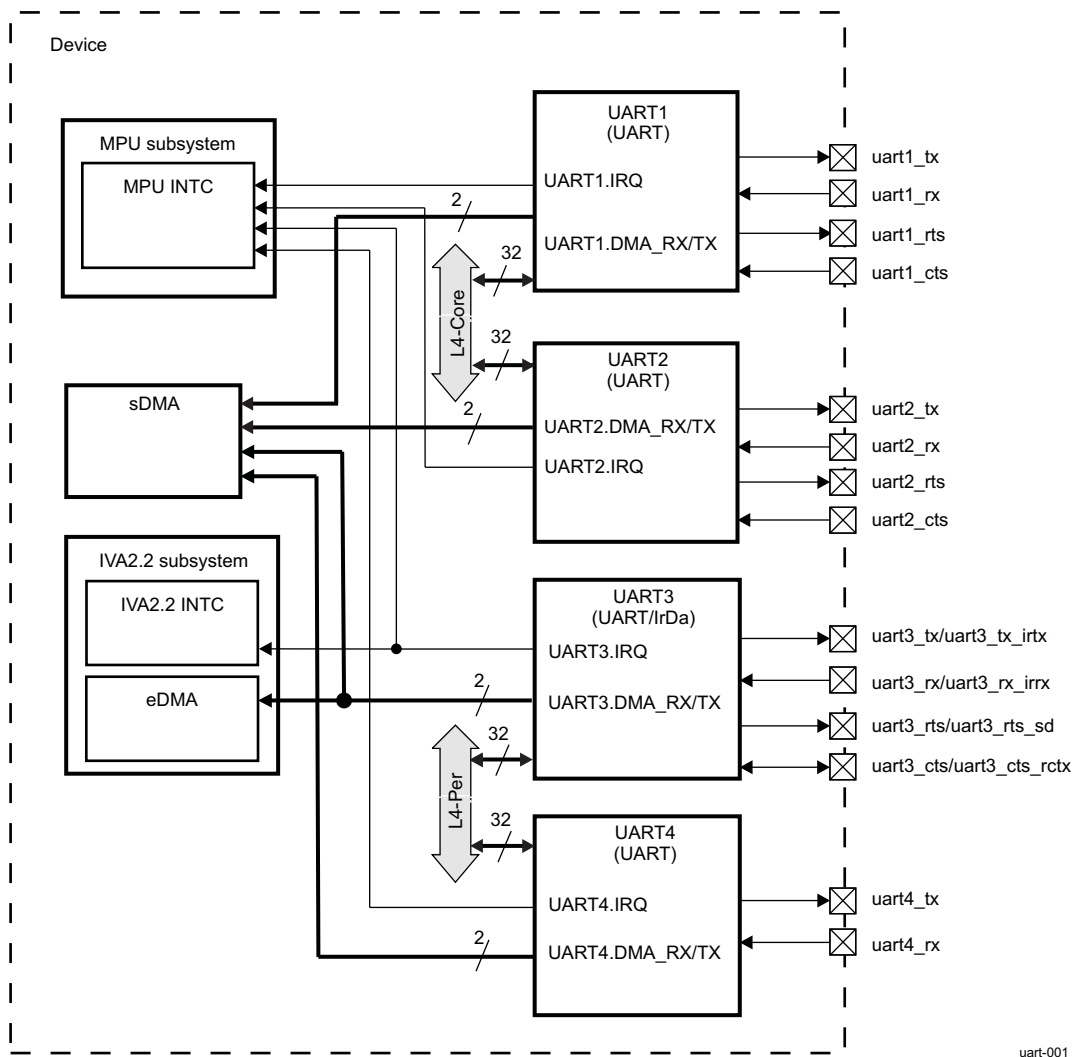 Device
MPU subsystem
MPU INTC
sDMA
IVA2.2 subsystem
IVA2.2 INTC
eDMA
L4-Core
L4-Per
2
32
32
2
2
32
32
2
UART1
(UART)
UART1.IRQ
UART1.DMA_RX/TX
UART2
(UART)
UART2.DMA_RX/TX
UART2.IRQ
UART3
(UART/IrDa)
UART3.IRQ
UART3.DMA_RX/TX
UART4
(UART)
UART4.IRQ
UART4.DMA_RX/TX
uart1_tx
uart1_rx
uart1_rts
uart1_cts
uart2_tx
uart2_rx
uart2_rts
uart2_cts
uart3_tx/uart3_tx_irtx
uart3_rx/uart3_rx_irrx
uart3_rts/uart3_rts_sd
uart3_cts/uart3_cts_rctx
uart4_tx
uart4_rx
uart-001